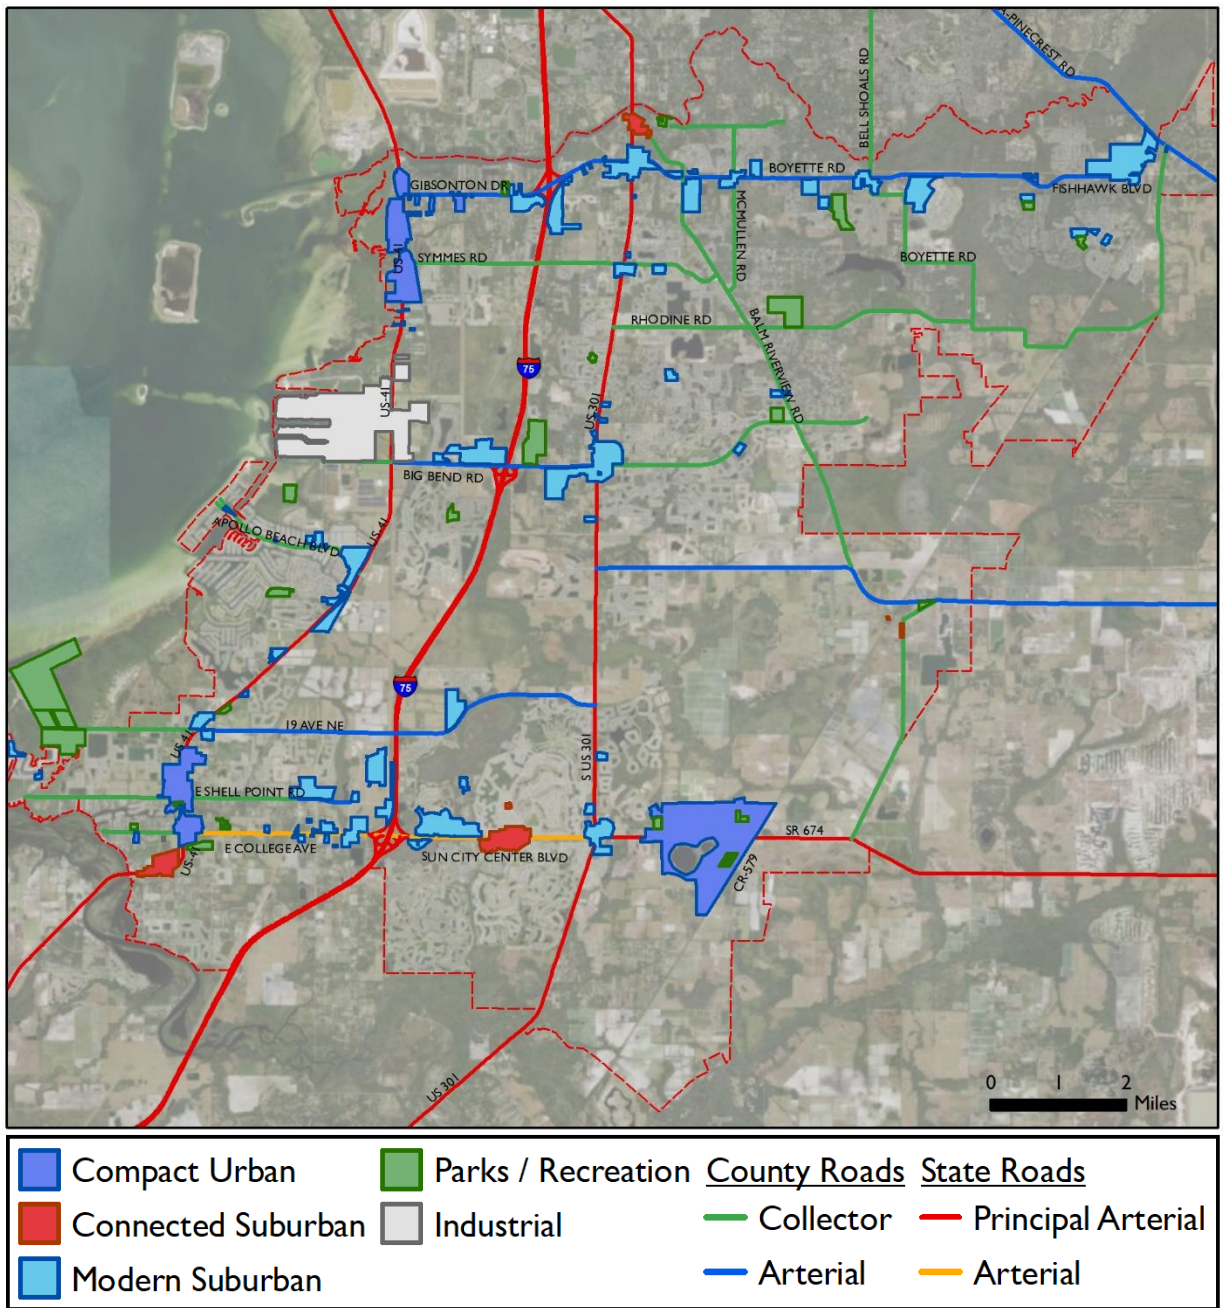 A-PINECREST RD
BELL SHOALS RD
BOYETTE RD
GIBSONTON DR
FISHHAWK BLVD
MCMULLEN RD
US-41
SYMMES RD
BOYETTE RD
RHODINE RD
BALM RIVERVIEW RD
75
US-41
US 301
BIG BEND RD
APOLLO BEACH BLVD
US-41
75
19 AVE NE
US 41
S US 301
E SHELL POINT RD
SR 674
E COLLEGE AVE
SUN CITY CENTER BLVD
US-41
CR-579
US 301
0 1 2
Miles
Compact Urban
Parks / Recreation
County Roads
State Roads
Connected Suburban
Industrial
Collector
Principal Arterial
Modern Suburban
Arterial
Arterial